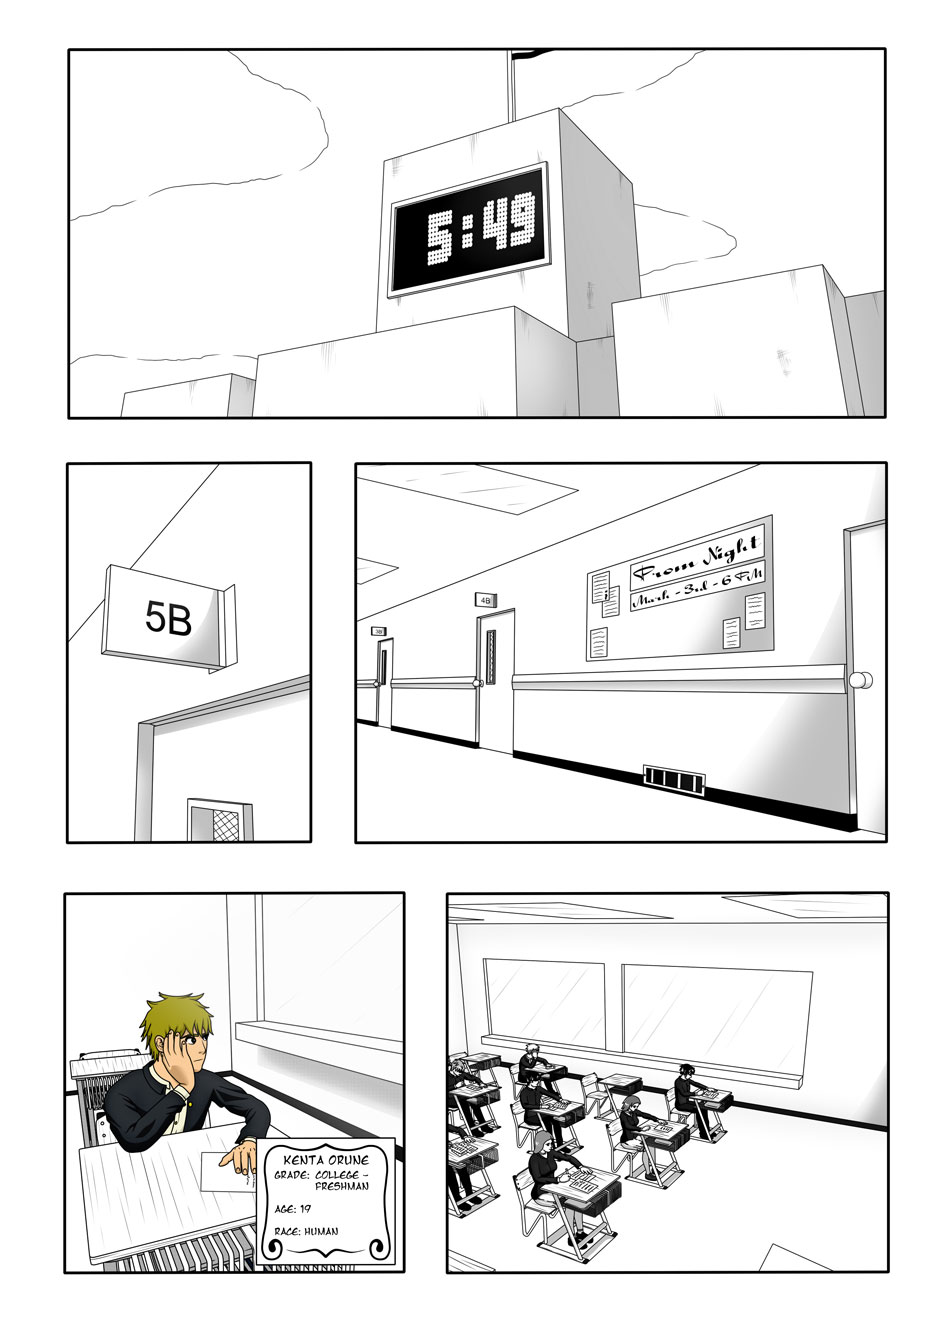 5:49
5B
3B
4B
Prom Night
March - 3rd - 6 PM
KENTA ORUNE
GRADE: COLLEGE -
FRESHMAN
AGE: 19
RACE: HUMAN